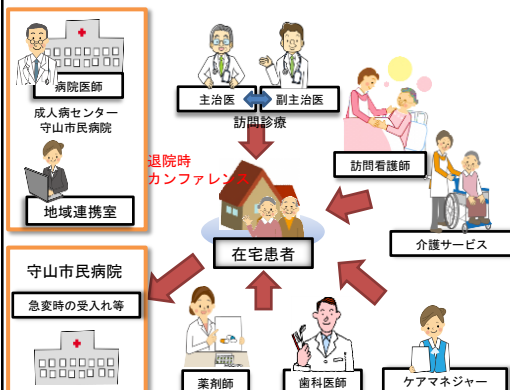 病院医師
成人病センター
守山市民病院
地域連携室
主治医
副主治医
訪問診療
退院時
カンファレンス
訪問看護師
介護サービス
在宅患者
守山市民病院
急変時の受入れ等
薬剤師
歯科医師
ケアマネジャー